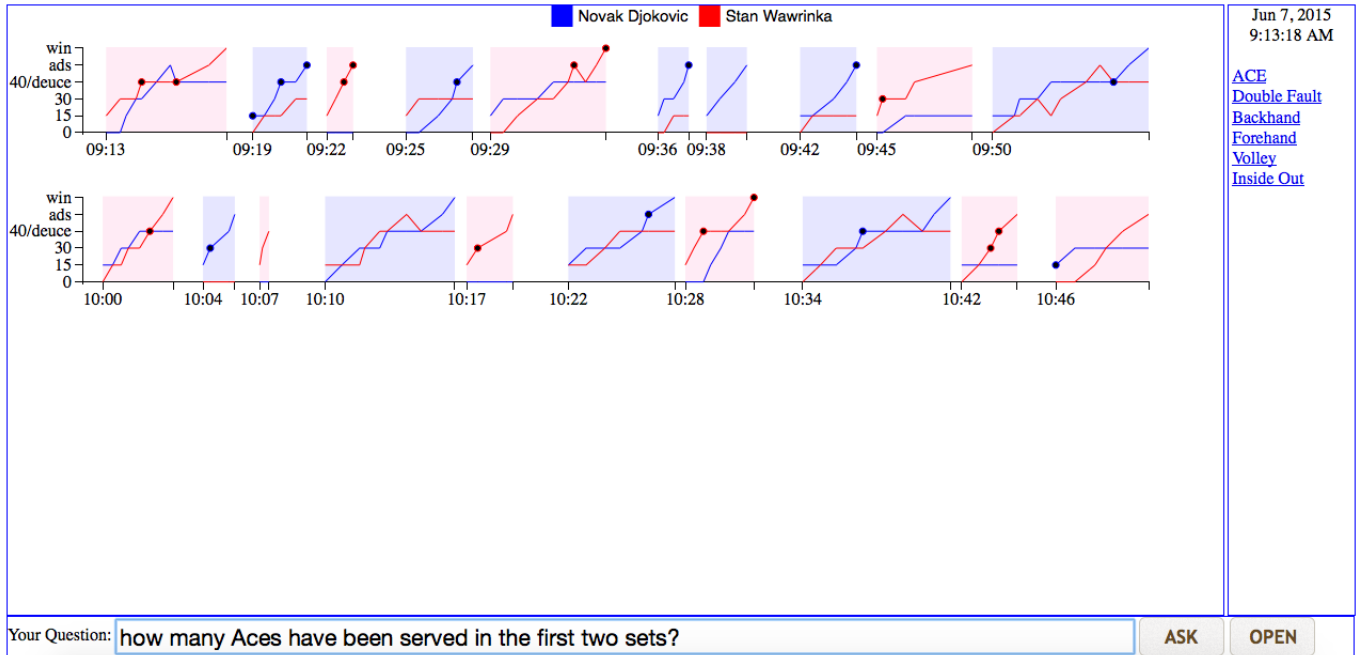 Novak Djokovic Stan Wawrinka
Jun 7, 2015
9:13:18 AM
ACE
Double Fault
Backhand
Forehand
Volley
Inside Out
win
ads
40/deuce
30
15
0
09:13 09:19 09:22 09:25 09:29 09:36 09:38 09:42 09:45 09:50
win
ads
40/deuce
30
15
0
10:00 10:04 10:07 10:10 10:17 10:22 10:28 10:34 10:42 10:46
Your Question: how many Aces have been served in the first two sets? ASK OPEN